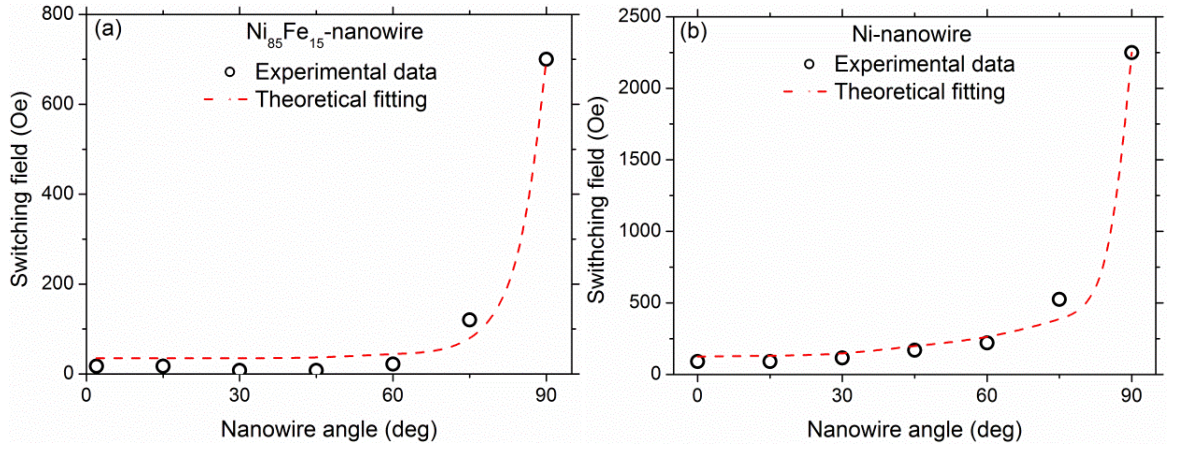 (a)
Ni85Fe15-nanowire
Experimental data
Theoretical fitting
Switching field (Oe)
800
600
400
200
0
0 30 60 90
Nanowire angle (deg)
(b)
Ni-nanowire
Experimental data
Theoretical fitting
Swithching field (Oe)
2500
2000
1500
1000
500
0
0 30 60 90
Nanowire angle (deg)